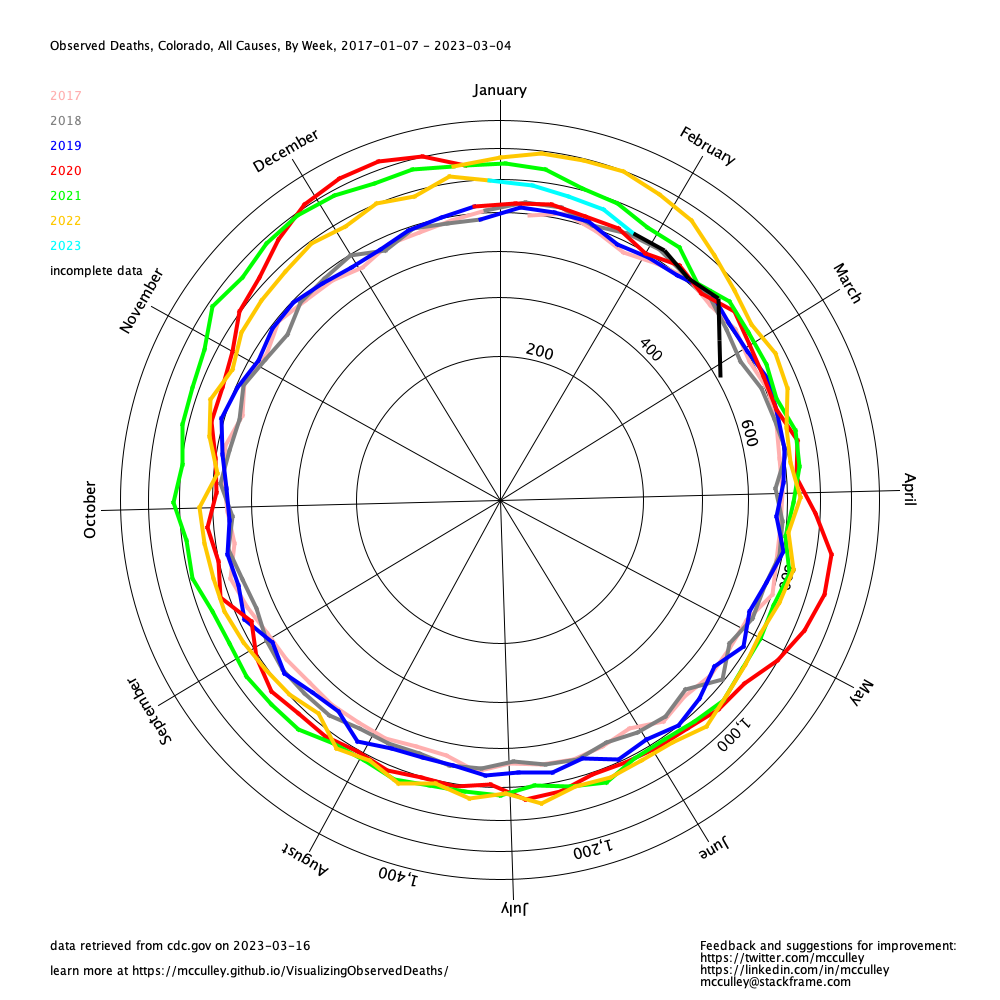 Observed Deaths, Colorado, All Causes, By Week, 2017-01-07 - 2023-03-04
January
2017
2018
2019
2020
2021
2022
2023
incomplete data
December
February
November
March
200
400
600
October
April
800
September
May
1,000
August
June
1,200
1,400
July
data retrieved from cdc.gov on 2023-03-16
learn more at https://mcculley.github.io/VisualizingObservedDeaths/
Feedback and suggestions for improvement:
https://twitter.com/mcculley
https://linkedin.com/in/mcculley
mcculley@stackframe.com